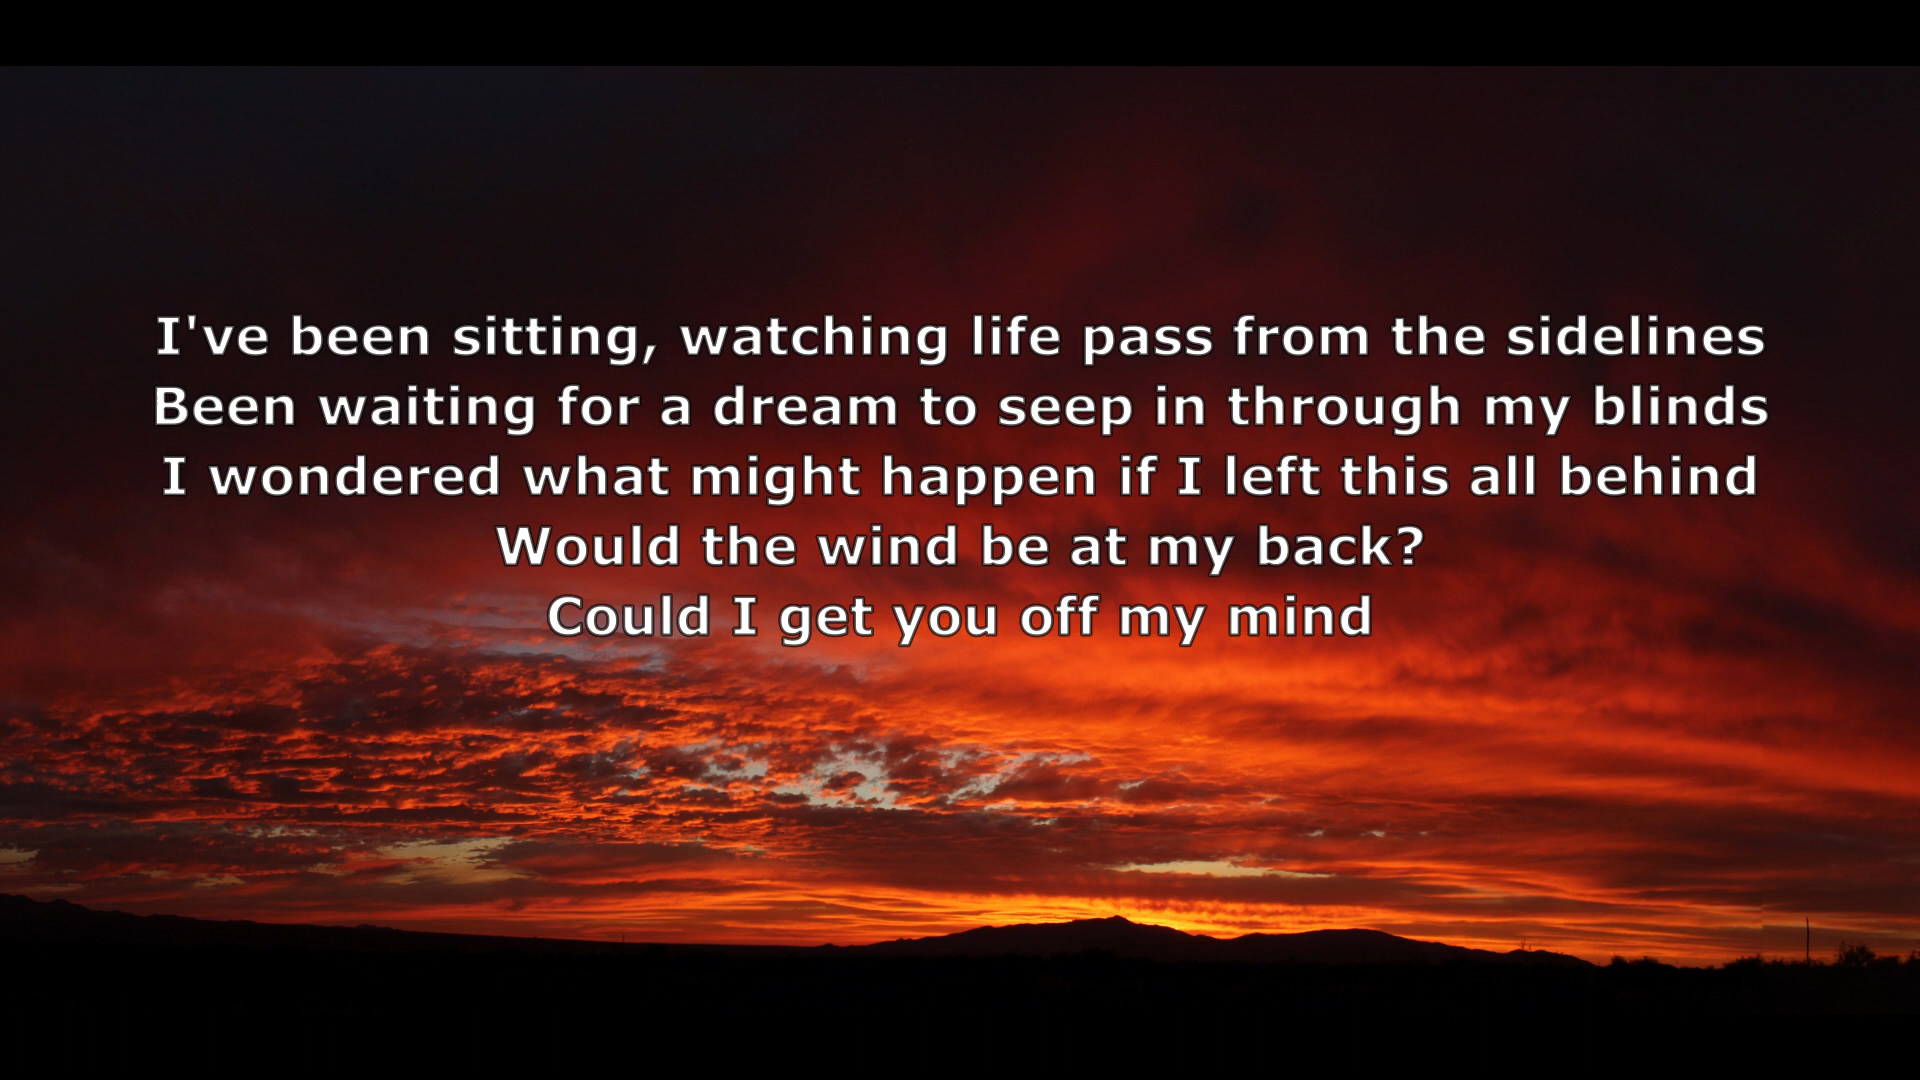 I've been sitting, watching life pass from the sidelines
Been waiting for a dream to seep in through my blinds
I wondered what might happen if I left this all behind
Would the wind be at my back?
Could I get you off my mind